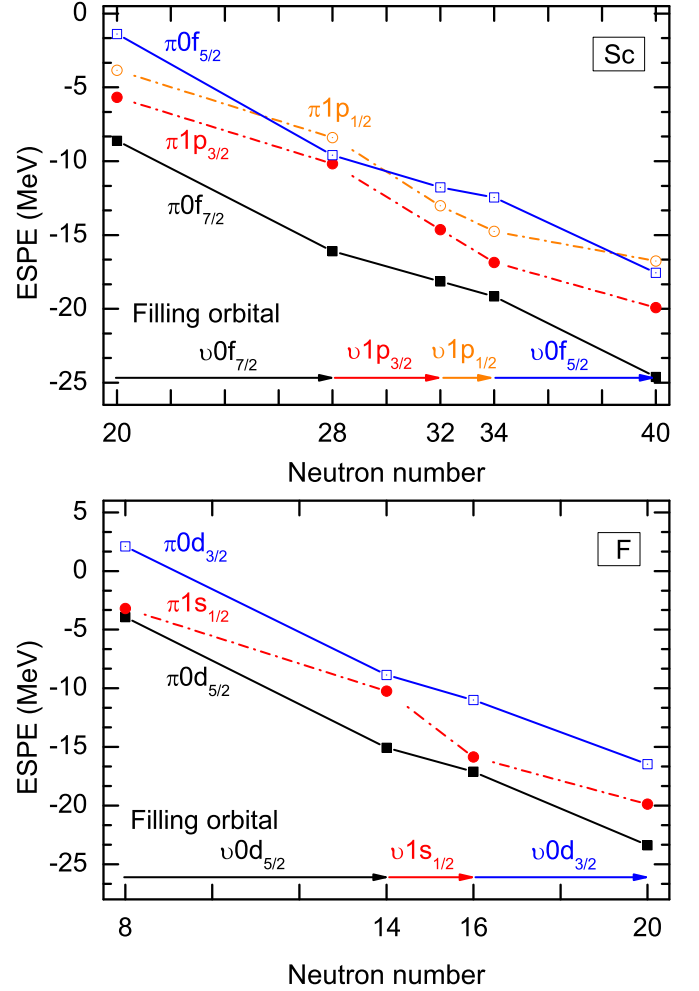 0
-5
-10
-15
-20
-25
ESPE (MeV)
Sc
π0f5/2
π1p1/2
π1p3/2
π0f7/2
Filling orbital
υ0f7/2
υ1p3/2
υ1p1/2
υ0f5/2
20
28
32
34
40
Neutron number
5
0
-5
-10
-15
-20
-25
ESPE (MeV)
F
π0d3/2
π1s1/2
π0d5/2
Filling orbital
υ0d5/2
υ1s1/2
υ0d3/2
8
14
16
20
Neutron number